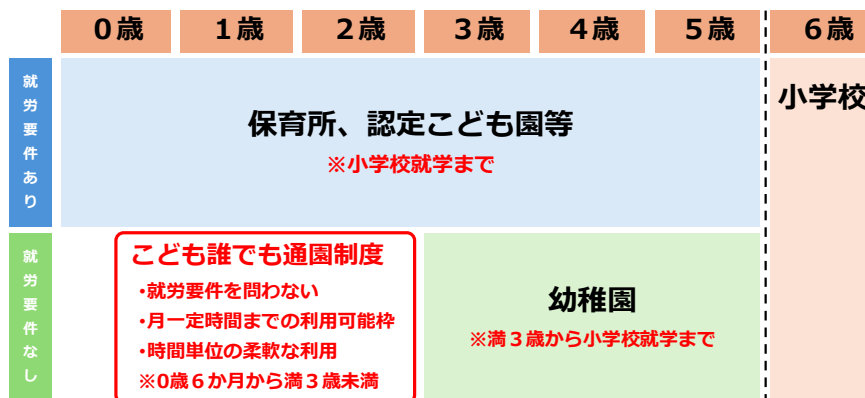 0歳 1歳 2歳 3歳 4歳 5歳 6歳
就労要件あり
保育所、認定こども園等
※小学校就学まで
小学校
就労要件なし
こども誰でも通園制度
・就労要件を問わない
・月一定時間までの利用可能枠
・時間単位の柔軟な利用
※0歳6か月から満3歳未満
幼稚園
※満3歳から小学校就学まで